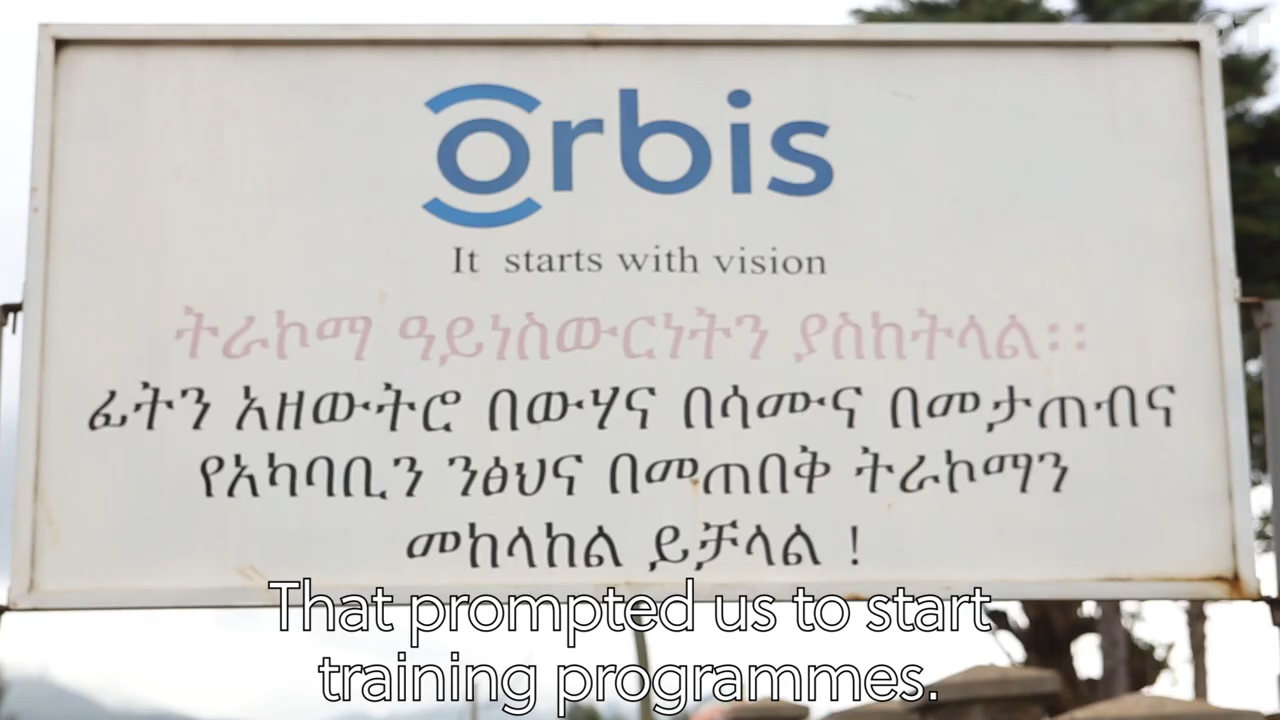 orbis
It starts with vision
ትራኮማ ዓይነስውርነትን ያስከትላል፡፡
ፊትን አዘውትሮ በውሃና በሳሙና በመታጠብና
የአካባቢን ንፅህና በመጠበቅ ትራኮማን
መከላከል ይቻላል !
That prompted us to start
training programmes.